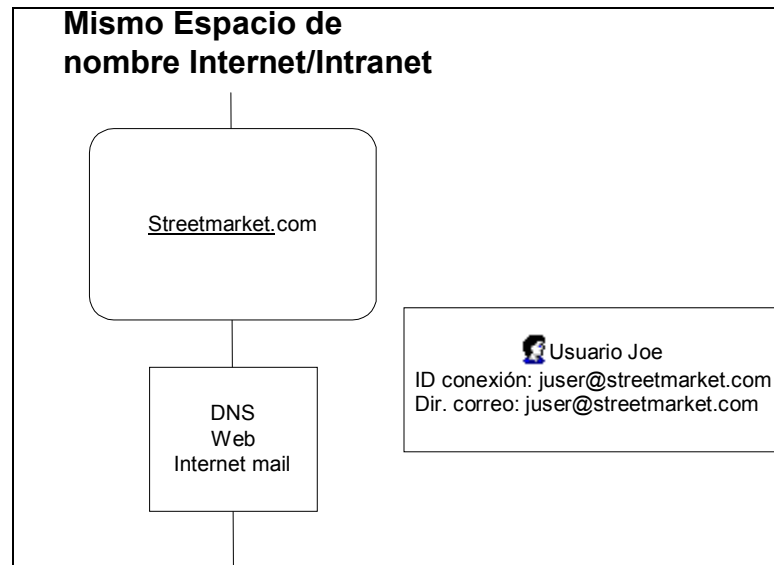 Mismo Espacio de
nombre Internet/Intranet
Streetmarket.com
Usuario Joe
ID conexión: juser@streetmarket.com
Dir. correo: juser@streetmarket.com
DNS
Web
Internet mail